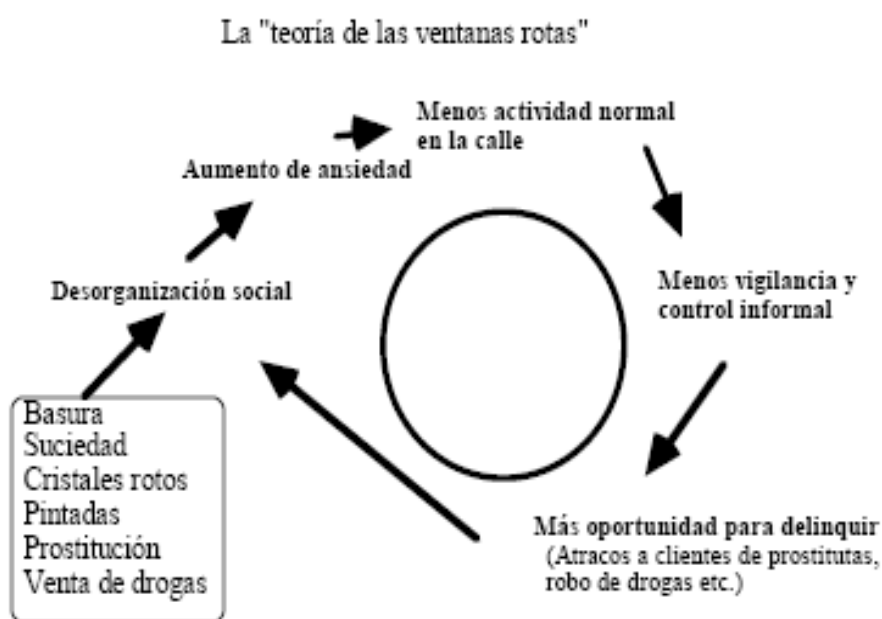 La "teoría de las ventanas rotas"
Menos actividad normal
en la calle
Aumento de ansiedad
Desorganización social
Menos vigilancia y
control informal
Basura
Suciedad
Cristales rotos
Pintadas
Prostitución
Venta de drogas
Más oportunidad para delinquir
(Atracos a clientes de prostitutas,
robo de drogas etc.)